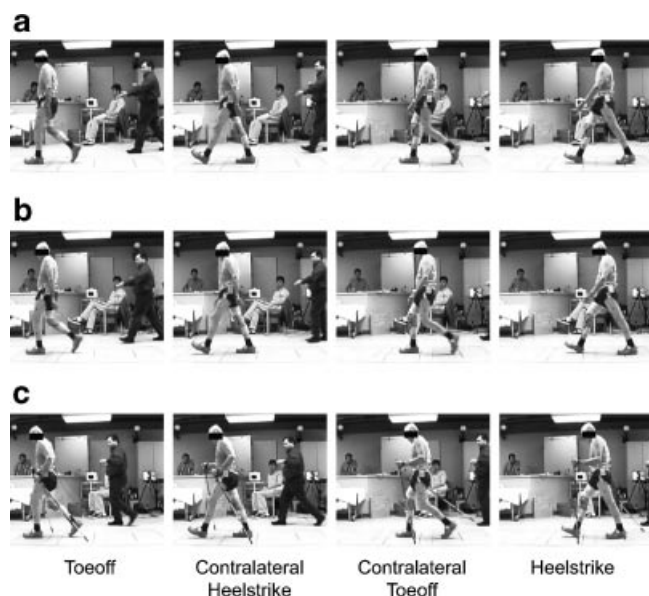 a
b
c
Toeoff
Contralateral
Heelstrike
Contralateral
Toeoff
Heelstrike